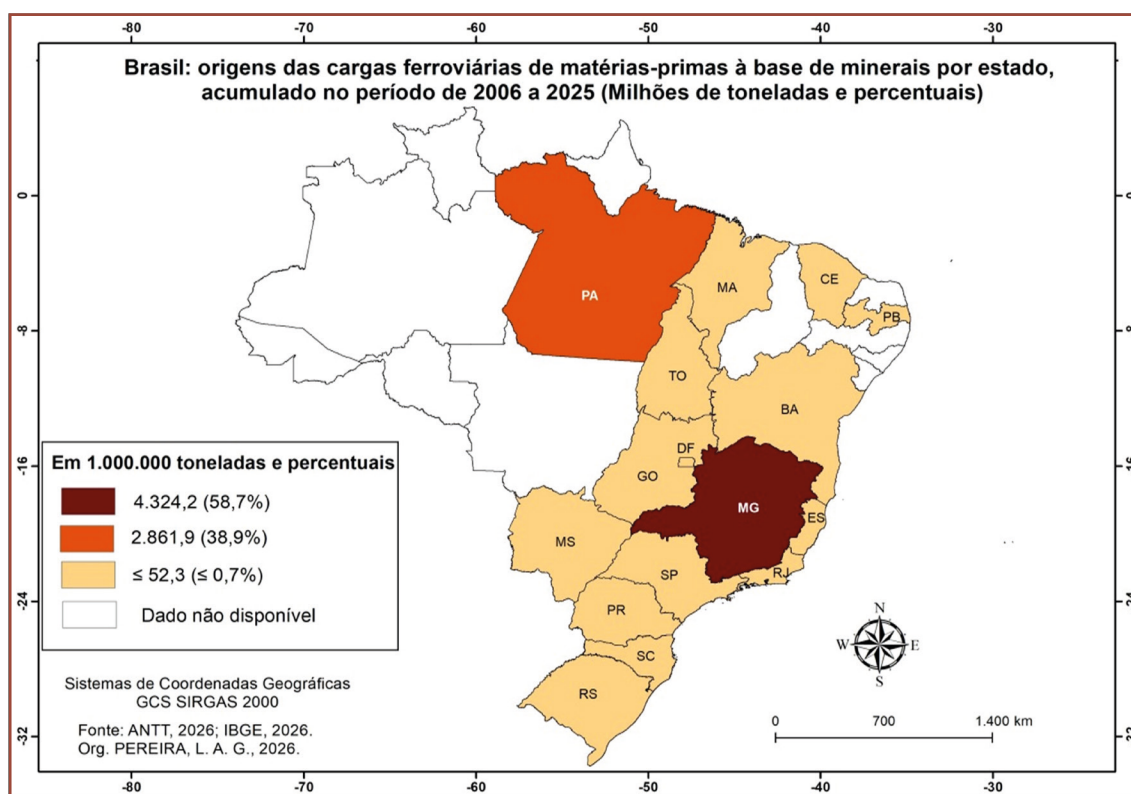 -80 -70 -60 -50 -40 -30
Brasil: origens das cargas ferroviárias de matérias-primas à base de minerais por estado,
acumulado no período de 2006 a 2025 (Milhões de toneladas e percentuais)
0 0
PA
MA
CE
PB
-8
TO
BA
DF
GO
-16
MG
ES
MS
SP
RJ
PR
SC
RS
-24 -24
-32
Em 1.000.000 toneladas e percentuais
4.324,2 (58,7%)
2.861,9 (38,9%)
≤ 52,3 (≤ 0,7%)
Dado não disponível
Sistemas de Coordenadas Geográficas
GCS SIRGAS 2000
Fonte: ANTT, 2026; IBGE, 2026.
Org. PEREIRA, L. A. G., 2026.
N
W E
S
0 700 1.400 km
-80 -70 -60 -50 -40 -30